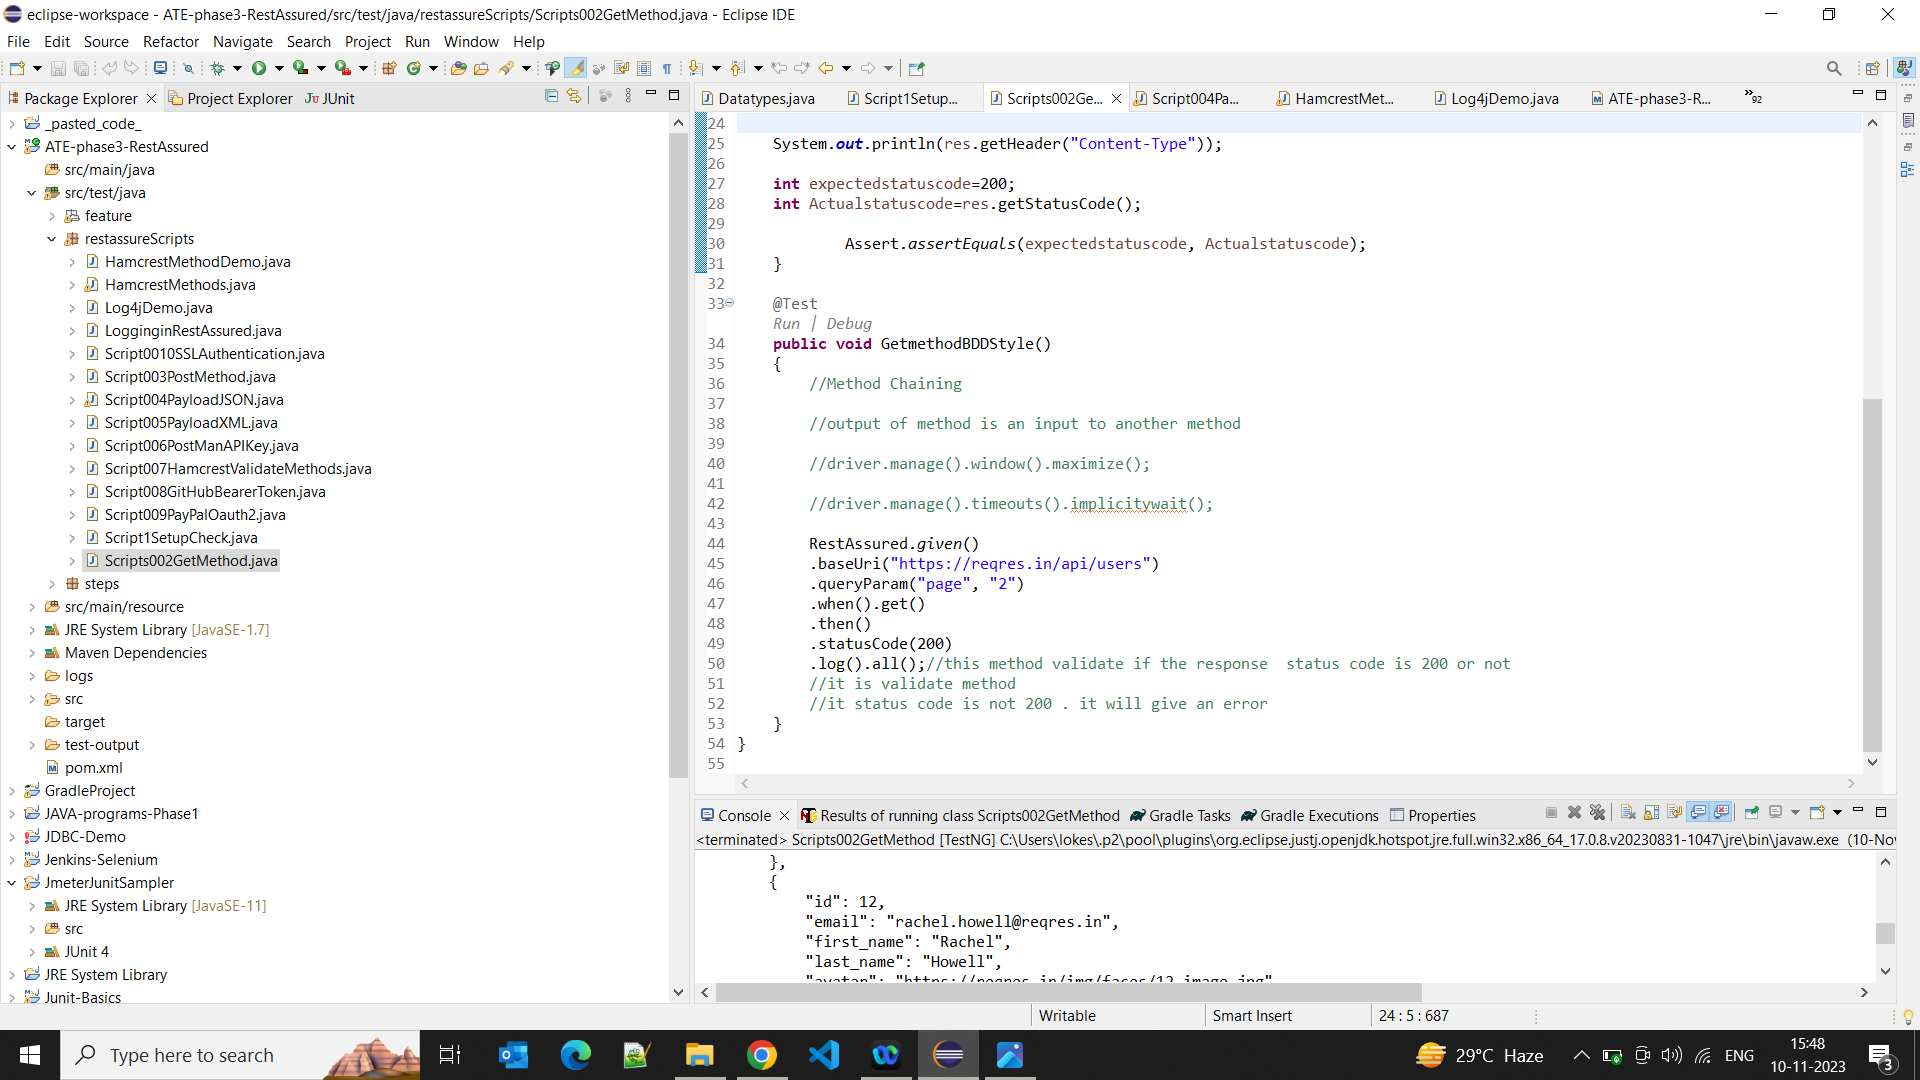 eclipse-workspace - ATE-phase3-RestAssured/src/test/java/restassureScripts/Scripts002GetMethod.java - Eclipse IDE
File Edit Source Refactor Navigate Search Project Run Window Help
Package Explorer Project Explorer JUnit
_pasted_code_
ATE-phase3-RestAssured
src/main/java
src/test/java
feature
restassureScripts
HamcrestMethodDemo.java
HamcrestMethods.java
Log4jDemo.java
LogginginRestAssured.java
Script0010SSLAuthentication.java
Script003PostMethod.java
Script004PayloadJSON.java
Script005PayloadXML.java
Script006PostManAPIKey.java
Script007HamcrestValidateMethods.java
Script008GitHubBearerToken.java
Script009PayPalOauth2.java
Script1SetupCheck.java
Scripts002GetMethod.java
steps
src/main/resource
JRE System Library [JavaSE-1.7]
Maven Dependencies
logs
src
target
test-output
pom.xml
GradleProject
JAVA-programs-Phase1
JDBC-Demo
Jenkins-Selenium
JmeterJunitSampler
JRE System Library [JavaSE-11]
src
JUnit 4
JRE System Library
Junit-Basics
Datatypes.java Script1Setup... Scripts002Ge... Script004Pa... HamcrestMet... Log4jDemo.java ATE-phase3-R... »92
24
25 System.out.println(res.getHeader("Content-Type"));
26
27 int expectedstatuscode=200;
28 int Actualstatuscode=res.getStatusCode();
29
30 Assert.assertEquals(expectedstatuscode, Actualstatuscode);
31 }
32
33 @Test
Run | Debug
34 public void GetmethodBDDStyle()
35 {
36 //Method Chaining
37
38 //output of method is an input to another method
39
40 //driver.manage().window().maximize();
41
42 //driver.manage().timeouts().implicitywait();
43
44 RestAssured.given()
45 .baseUri("https://reqres.in/api/users")
46 .queryParam("page", "2")
47 .when().get()
48 .then()
49 .statusCode(200)
50 .log().all();//this method validate if the response  status code is 200 or not
51 //it is validate method
52 //it status code is not 200 . it will give an error
53 }
54 }
55
Console Results of running class Scripts002GetMethod Gradle Tasks Gradle Executions Properties
<terminated> Scripts002GetMethod [TestNG] C:\Users\lokes\.p2\pool\plugins\org.eclipse.justj.openjdk.hotspot.jre.full.win32.x86_64_17.0.8.v20230831-1047\jre\bin\javaw.exe (10-Nov
},
{
"id": 12,
"email": "rachel.howell@reqres.in",
"first_name": "Rachel",
"last_name": "Howell",
"avatar": "https://reqres.in/img/faces/12-image.jpg"
Writable Smart Insert 24 : 5 : 687
Type here to search
29°C Haze
ENG
15:48
10-11-2023
3